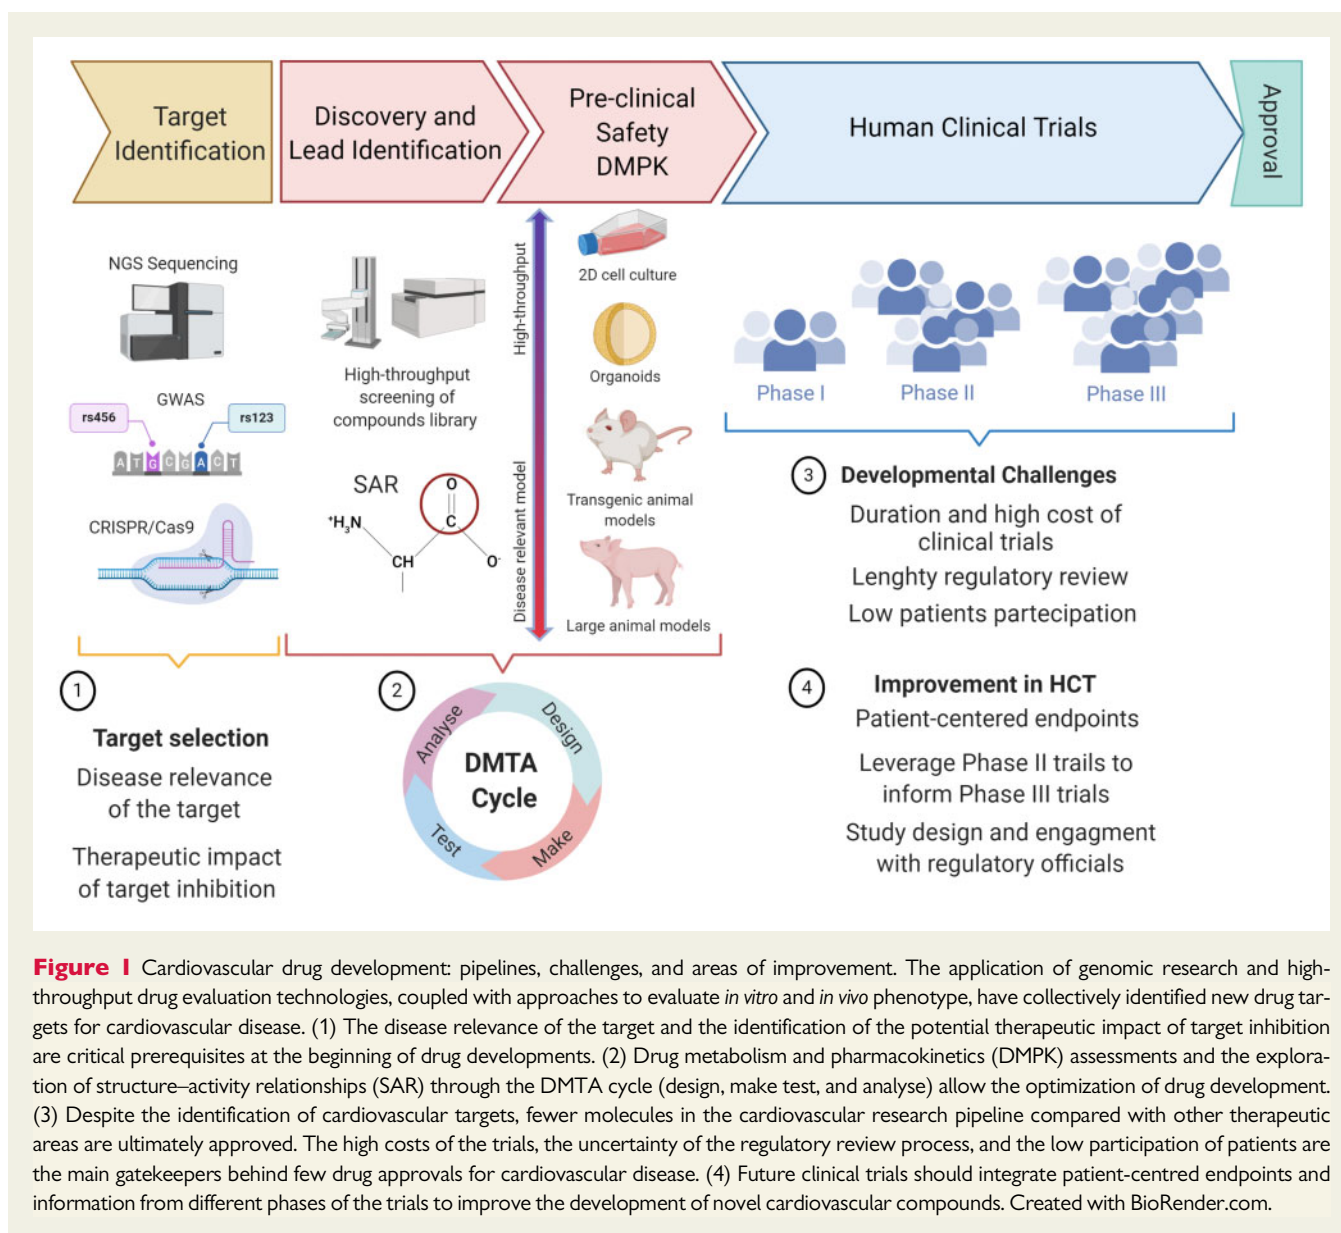 Target
Identification
Discovery and
Lead Identification
Pre-clinical
Safety
DMPK
Human Clinical Trials
Approval
NGS Sequencing
GWAS
rs456
rs123
A T G C G A C T
CRISPR/Cas9
High-throughput
screening of
compounds library
SAR
O
+H3N
C
CH
O-
High-throughput
Disease relevant model
2D cell culture
Organoids
Transgenic animal
models
Large animal models
Phase I
Phase II
Phase III
1
Target selection
Disease relevance
of the target
Therapeutic impact
of target inhibition
2
DMTA
Cycle
Design
Make
Test
Analyse
3 Developmental Challenges
Duration and high cost of
clinical trials
Lenghty regulatory review
Low patients partecipation
4 Improvement in HCT
Patient-centered endpoints
Leverage Phase II trails to
inform Phase III trials
Study design and engagment
with regulatory officials
Figure 1 Cardiovascular drug development: pipelines, challenges, and areas of improvement. The application of genomic research and high-
throughput drug evaluation technologies, coupled with approaches to evaluate in vitro and in vivo phenotype, have collectively identified new drug tar-
gets for cardiovascular disease. (1) The disease relevance of the target and the identification of the potential therapeutic impact of target inhibition
are critical prerequisites at the beginning of drug developments. (2) Drug metabolism and pharmacokinetics (DMPK) assessments and the explora-
tion of structure–activity relationships (SAR) through the DMTA cycle (design, make test, and analyse) allow the optimization of drug development.
(3) Despite the identification of cardiovascular targets, fewer molecules in the cardiovascular research pipeline compared with other therapeutic
areas are ultimately approved. The high costs of the trials, the uncertainty of the regulatory review process, and the low participation of patients are
the main gatekeepers behind few drug approvals for cardiovascular disease. (4) Future clinical trials should integrate patient-centred endpoints and
information from different phases of the trials to improve the development of novel cardiovascular compounds. Created with BioRender.com.